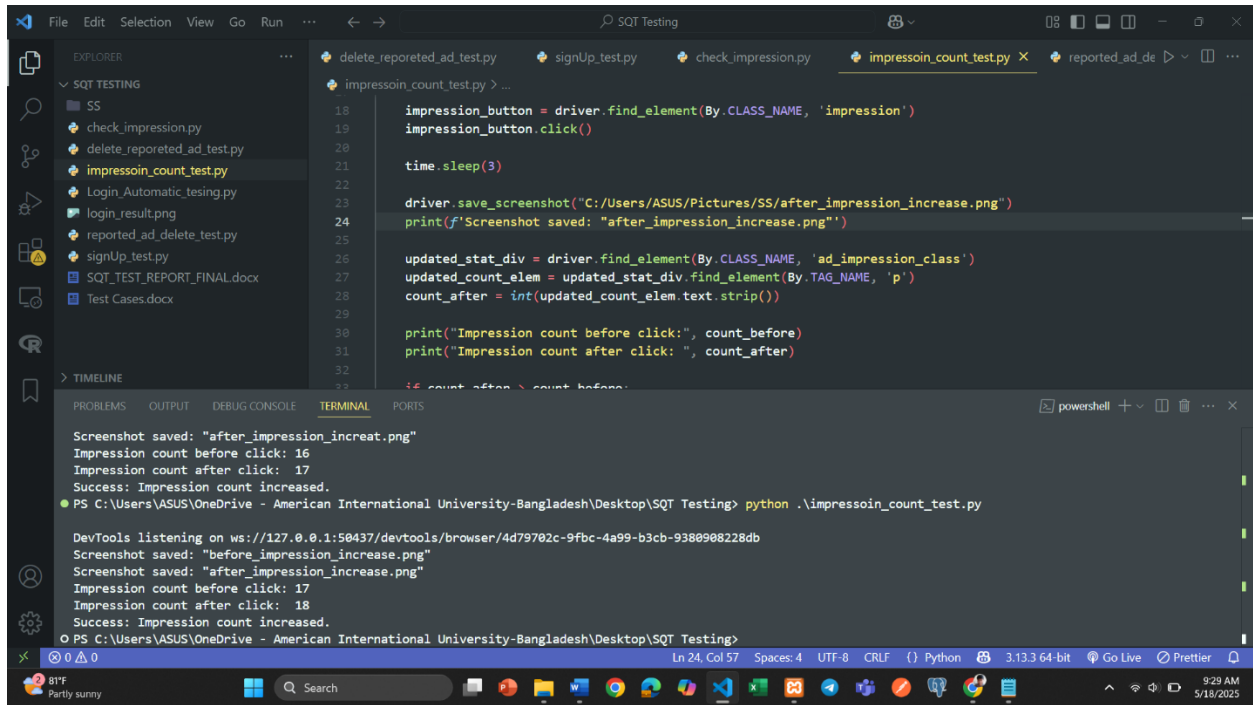 File Edit Selection View Go Run ··· SQT Testing
EXPLORER ···
SQT TESTING
SS
check_impression.py
delete_reporeted_ad_test.py
impressoin_count_test.py
Login_Automatic_tesing.py
login_result.png
reported_ad_delete_test.py
signUp_test.py
SQT_TEST_REPORT_FINAL.docx
Test Cases.docx
TIMELINE
delete_reporeted_ad_test.py signUp_test.py check_impression.py impressoin_count_test.py reported_ad_de ···
impressoin_count_test.py > ...
18 impression_button = driver.find_element(By.CLASS_NAME, 'impression')
19 impression_button.click()
20
21 time.sleep(3)
22
23 driver.save_screenshot("C:/Users/ASUS/Pictures/SS/after_impression_increase.png")
24 print(f'Screenshot saved: "after_impression_increase.png"')
25
26 updated_stat_div = driver.find_element(By.CLASS_NAME, 'ad_impression_class')
27 updated_count_elem = updated_stat_div.find_element(By.TAG_NAME, 'p')
28 count_after = int(updated_count_elem.text.strip())
29
30 print("Impression count before click:", count_before)
31 print("Impression count after click: ", count_after)
32
33 if count_after > count_before:
PROBLEMS OUTPUT DEBUG CONSOLE TERMINAL PORTS powershell
Screenshot saved: "after_impression_increat.png"
Impression count before click: 16
Impression count after click:  17
Success: Impression count increased.
PS C:\Users\ASUS\OneDrive - American International University-Bangladesh\Desktop\SQT Testing> python .\impressoin_count_test.py
DevTools listening on ws://127.0.0.1:50437/devtools/browser/4d79702c-9fbc-4a99-b3cb-9380908228db
Screenshot saved: "before_impression_increase.png"
Screenshot saved: "after_impression_increase.png"
Impression count before click: 17
Impression count after click:  18
Success: Impression count increased.
PS C:\Users\ASUS\OneDrive - American International University-Bangladesh\Desktop\SQT Testing>
0 0 Ln 24, Col 57 Spaces: 4 UTF-8 CRLF {} Python 3.13.3 64-bit Go Live Prettier
2 81°F
Partly sunny
Search
9:29 AM
5/18/2025